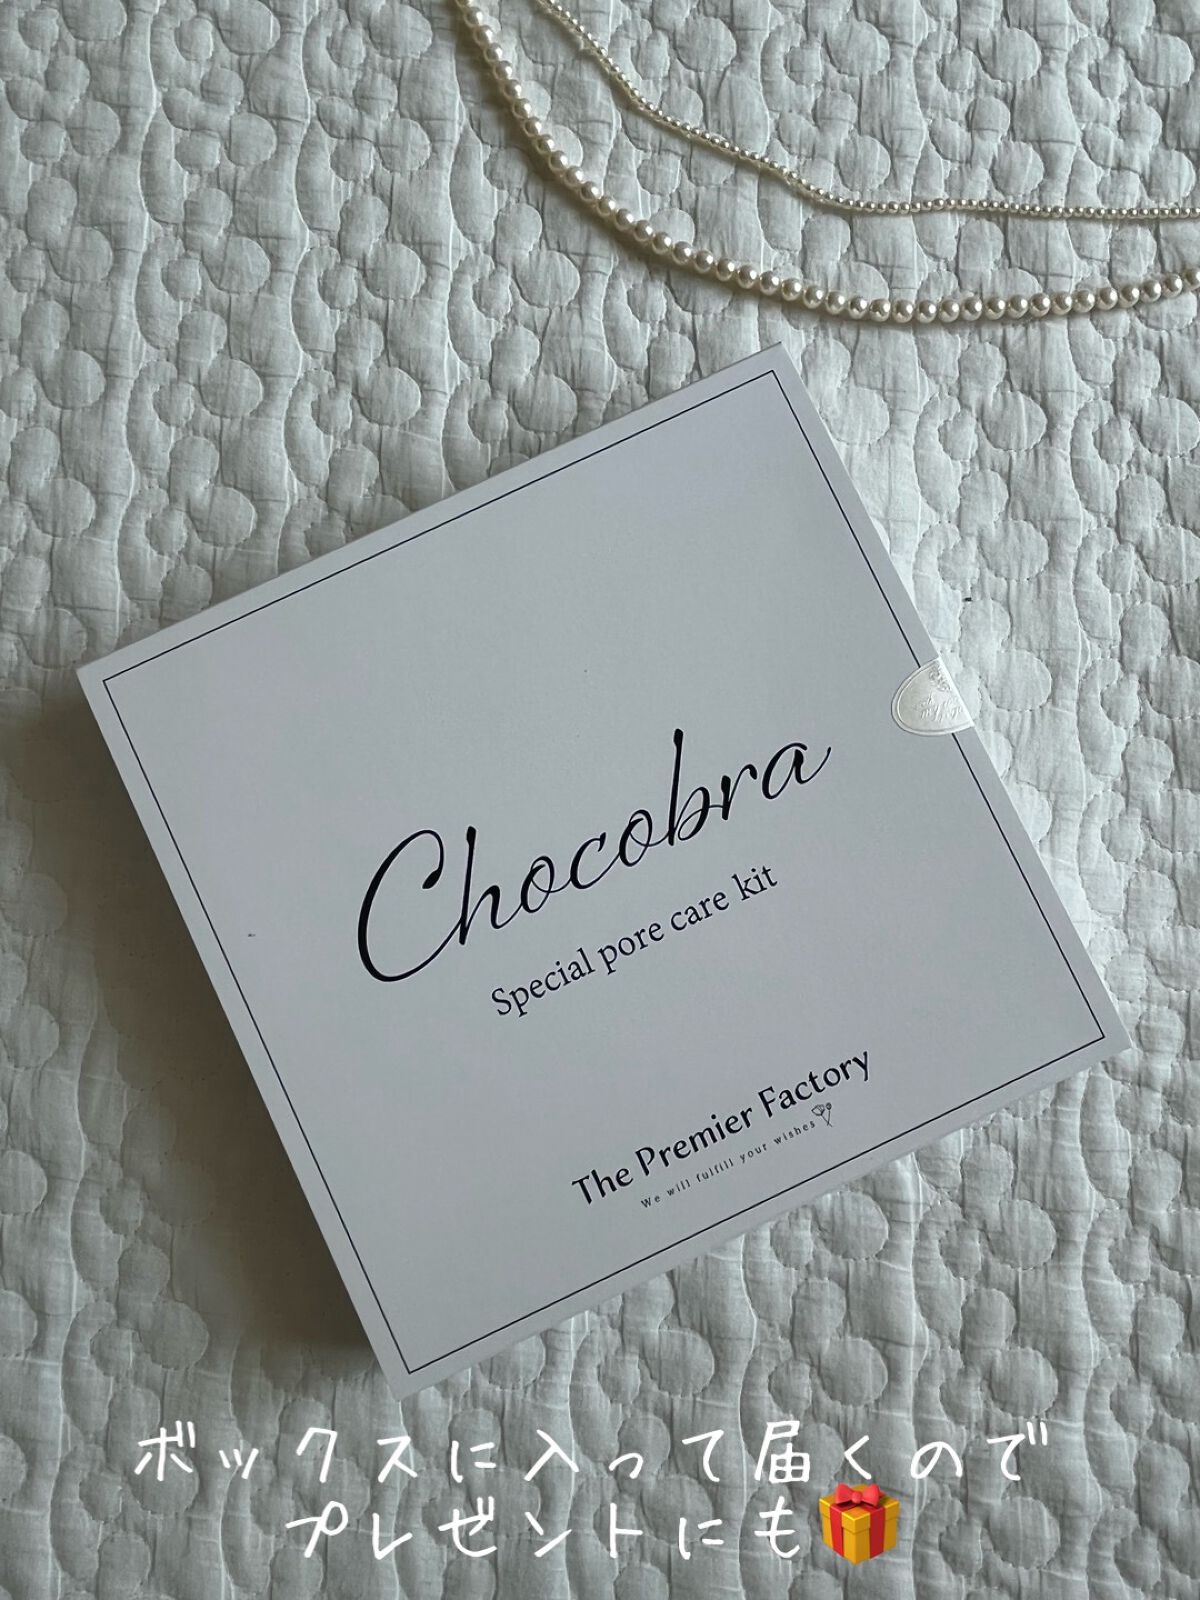 Chocobra
Special pore care kit
The Premier Factory
We will fulfill your wishes
ボックスに入って届くので
プレゼントにも🎁